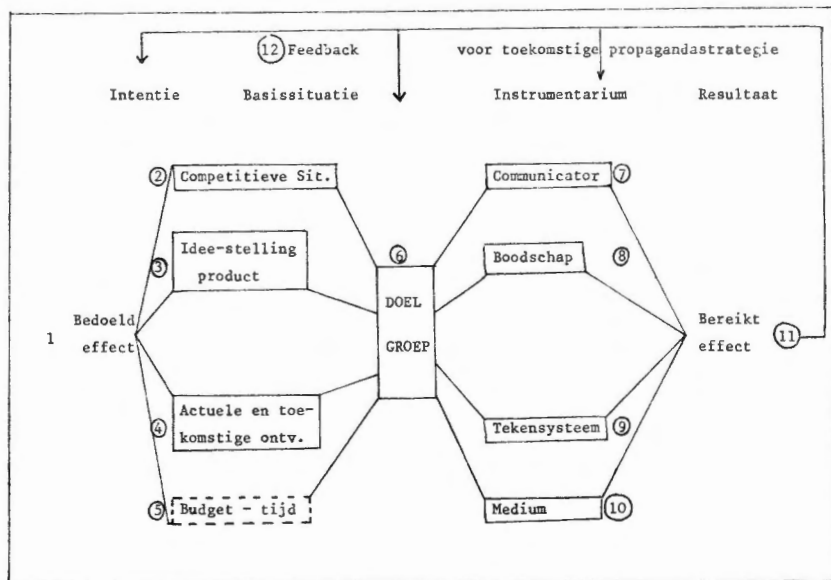 ⑫ Feedback voor toekomstige propagandastrategie
Intentie Basissituatie Instrumentarium Resultaat
② Competitieve Sit. Communicator ⑦
③ Idee-stelling
product
⑥ Boodschap ⑧
DOEL
GROEP
1 Bedoeld
effect
Bereikt
effect ⑪
④ Actuele en toe-
komstige ontv.
Tekensysteem ⑨
⑤ Budget - tijd Medium ⑩